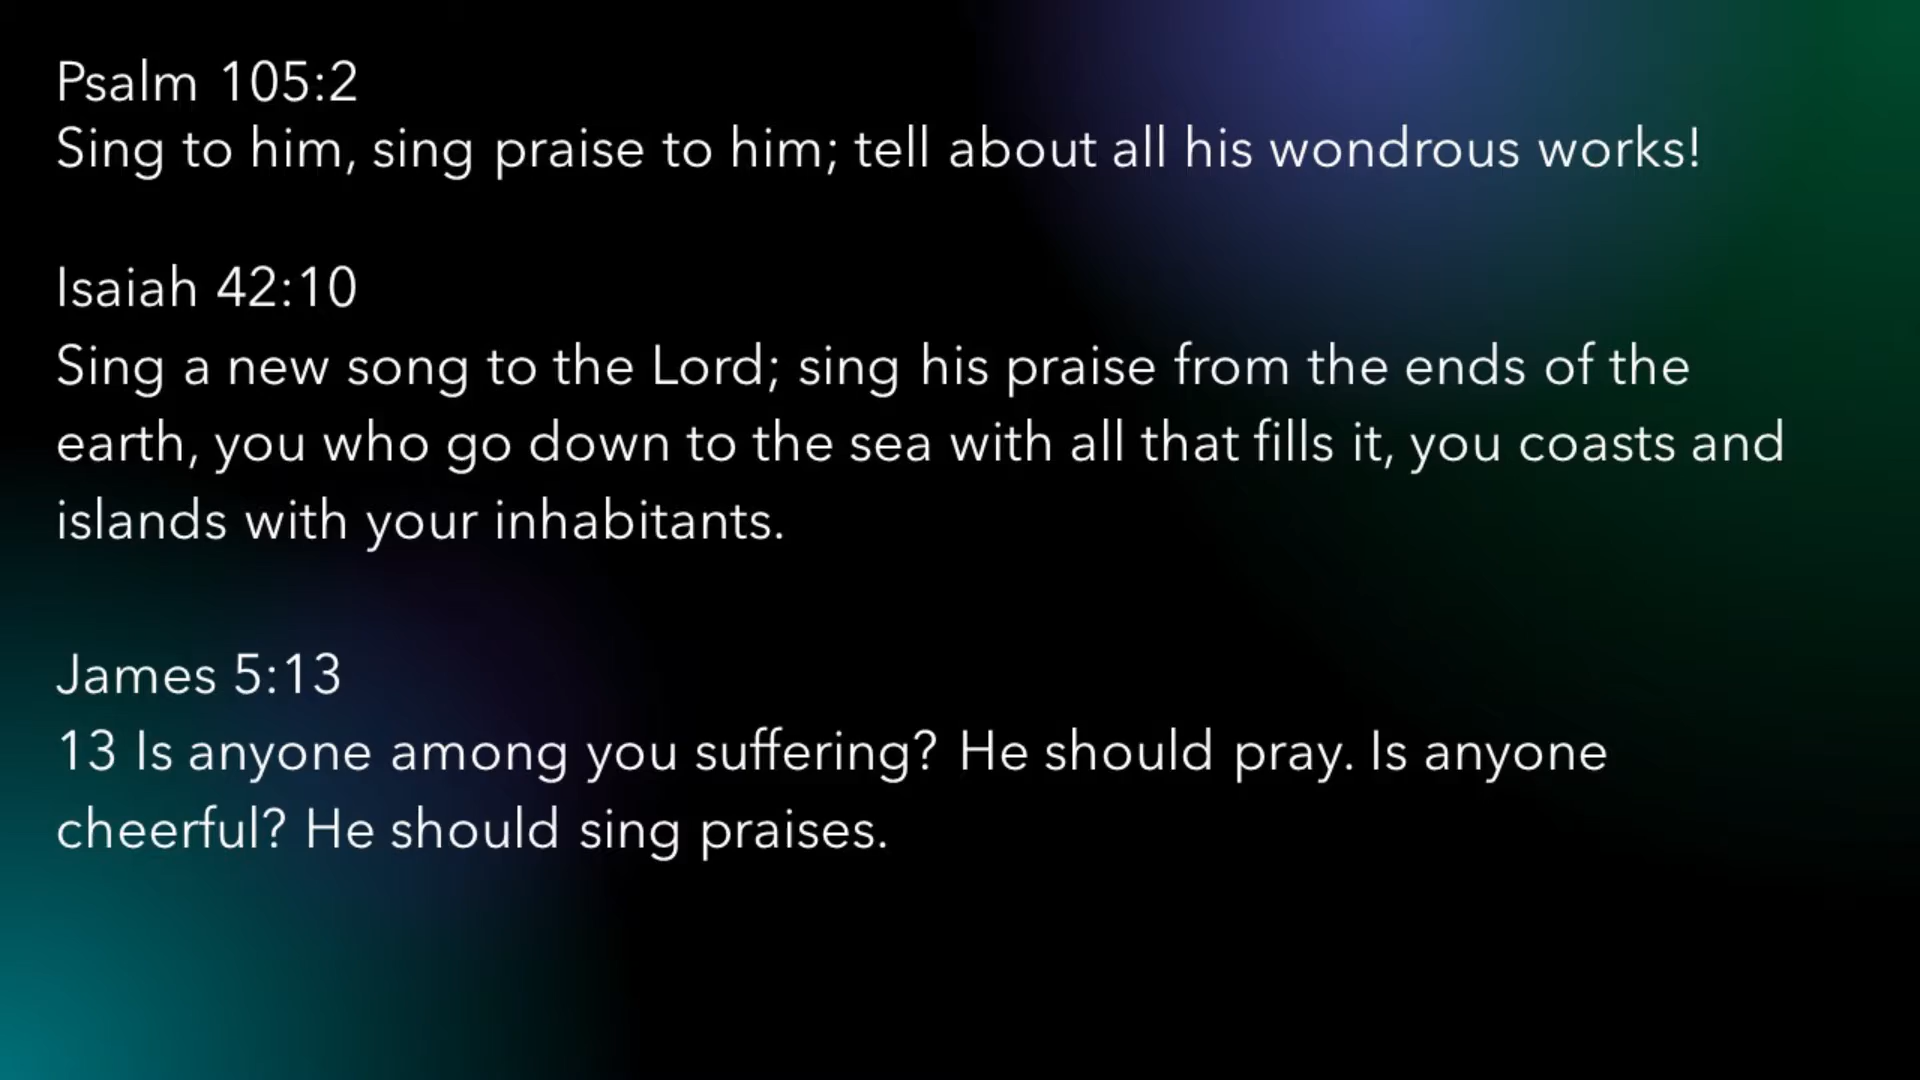 Psalm 105:2
Sing to him, sing praise to him; tell about all his wondrous works!
Isaiah 42:10
Sing a new song to the Lord; sing his praise from the ends of the
earth, you who go down to the sea with all that fills it, you coasts and
islands with your inhabitants.
James 5:13
13 Is anyone among you suffering? He should pray. Is anyone
cheerful? He should sing praises.